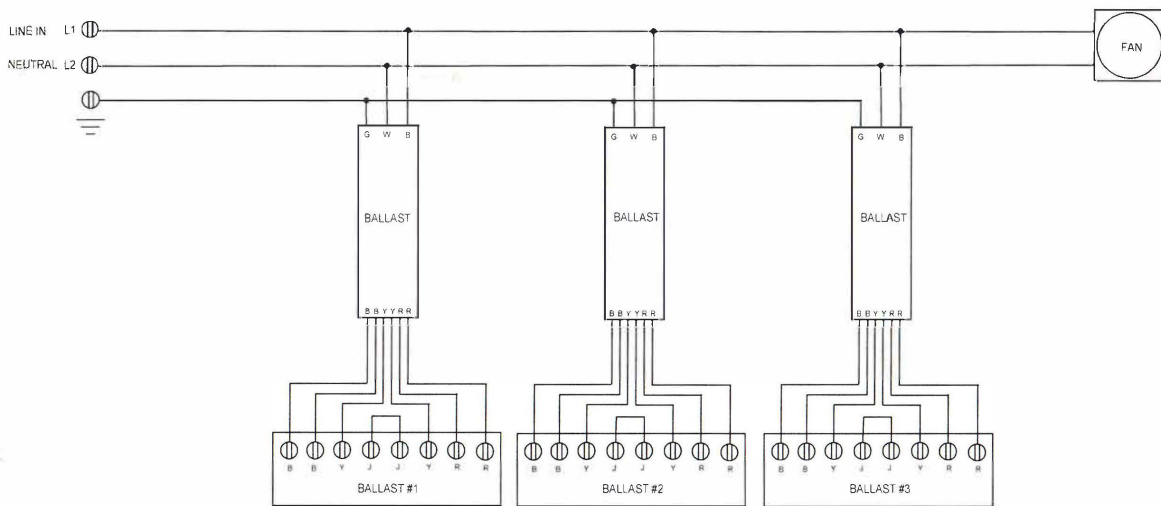 LINE IN L1
NEUTRAL L2
FAN
G W B
G W B
G W B
BALLAST
BALLAST
BALLAST
B B Y Y R R
B B Y Y R R
B B Y Y R R
B B Y J J Y R R
B B Y J J Y R R
B B Y J J Y R R
BALLAST #1
BALLAST #2
BALLAST #3